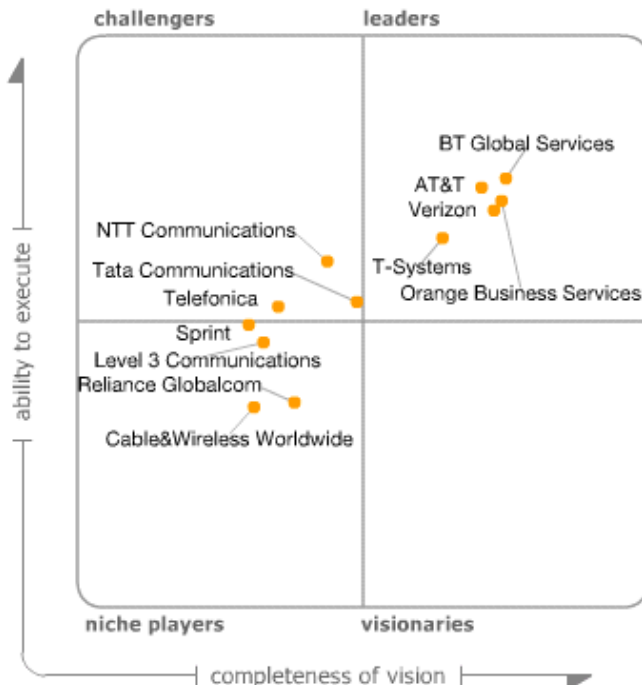 challengers
leaders
BT Global Services
AT&T
Verizon
NTT Communications
T-Systems
Tata Communications
Orange Business Services
Telefonica
Sprint
Level 3 Communications
Reliance Globalcom
Cable&Wireless Worldwide
ability to execute
niche players
visionaries
completeness of vision